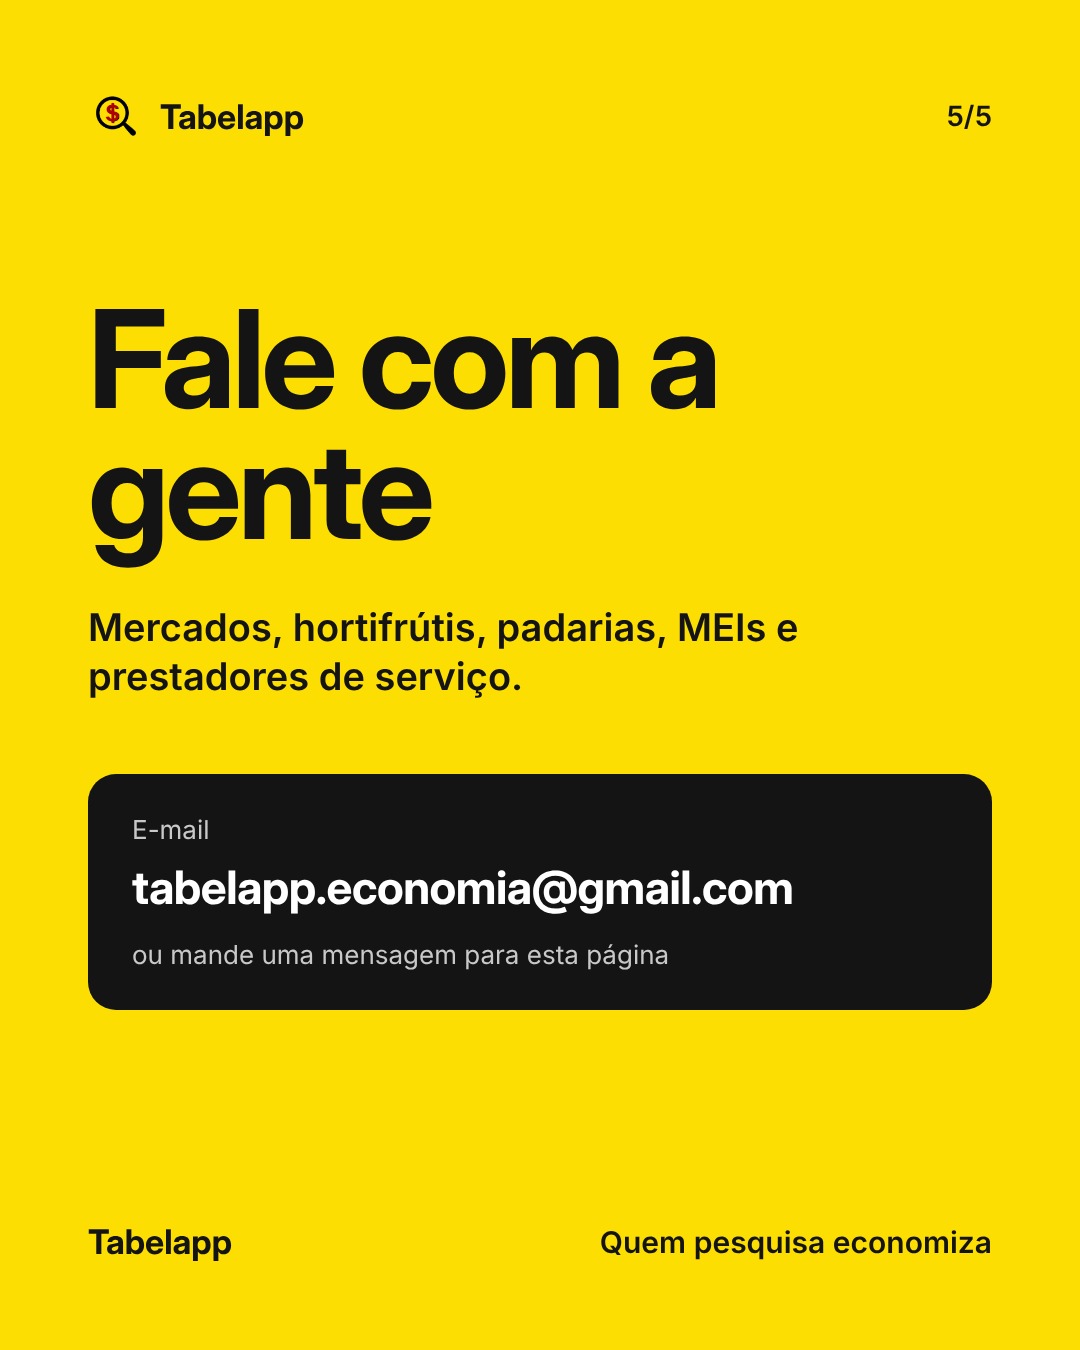 Tabelapp
5/5
Fale com a
gente
Mercados, hortifrútis, padarias, MEIs e
prestadores de serviço.
E-mail
tabelapp.economia@gmail.com
ou mande uma mensagem para esta página
Tabelapp
Quem pesquisa economiza